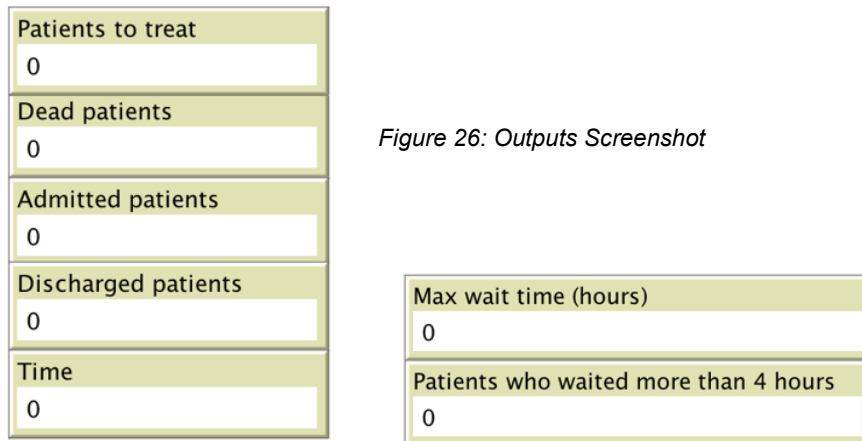 Patients to treat
0
Dead patients
0
Figure 26: Outputs Screenshot
Admitted patients
0
Discharged patients
0
Time
0
Max wait time (hours)
0
Patients who waited more than 4 hours
0